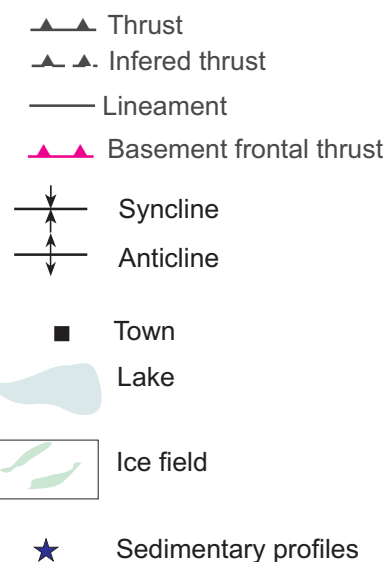 Thrust
Infered thrust
Lineament
Basement frontal thrust
Syncline
Anticline
Town
Lake
Ice field
Sedimentary profiles